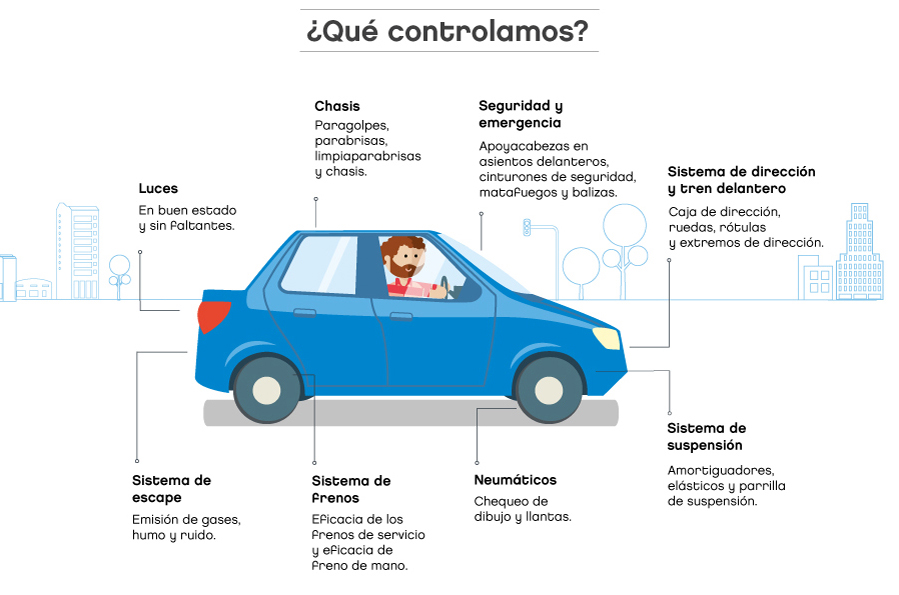 ¿Qué controlamos?
Chasis
Paragolpes,
parabrisas,
limpiaparabrisas
y chasis.
Seguridad y
emergencia
Apoyacabezas en
asientos delanteros,
cinturones de seguridad,
matafuegos y balizas.
Sistema de dirección
y tren delantero
Caja de dirección,
ruedas, rótulas
y extremos de dirección.
Luces
En buen estado
y sin faltantes.
Sistema de
suspensión
Amortiguadores,
elásticos y parrilla
de suspensión.
Sistema de
escape
Emisión de gases,
humo y ruido.
Sistema de
frenos
Eficacia de los
frenos de servicio
y eficacia de
freno de mano.
Neumáticos
Chequeo de
dibujo y llantas.